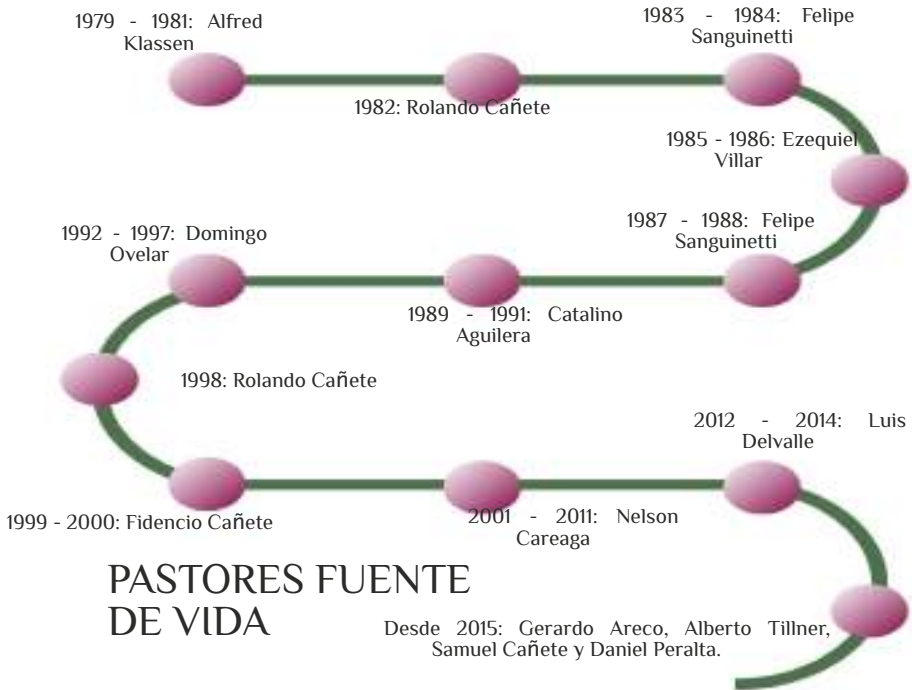 1979 - 1981: Alfred
Klassen
1982: Rolando Cañete
1983 - 1984: Felipe
Sanguinetti
1985 - 1986: Ezequiel
Villar
1987 - 1988: Felipe
Sanguinetti
1989 - 1991: Catalino
Aguilera
1992 - 1997: Domingo
Ovelar
1998: Rolando Cañete
1999 - 2000: Fidencio Cañete
2001 - 2011: Nelson
Careaga
2012 - 2014: Luis
Delvalle
Desde 2015: Gerardo Areco, Alberto Tillner,
Samuel Cañete y Daniel Peralta.
PASTORES FUENTE
DE VIDA